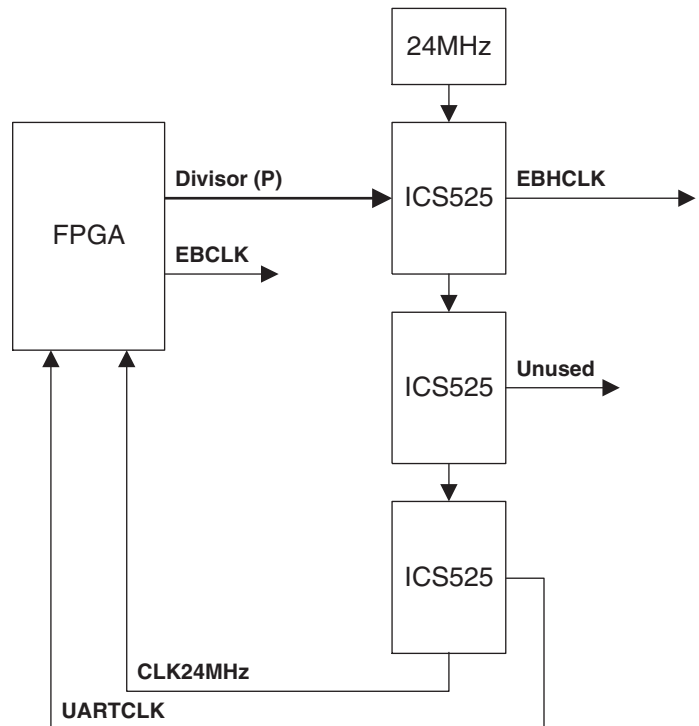 24MHz
Divisor (P)
ICS525
EBHCLK
FPGA
EBCLK
ICS525
Unused
ICS525
CLK24MHz
UARTCLK